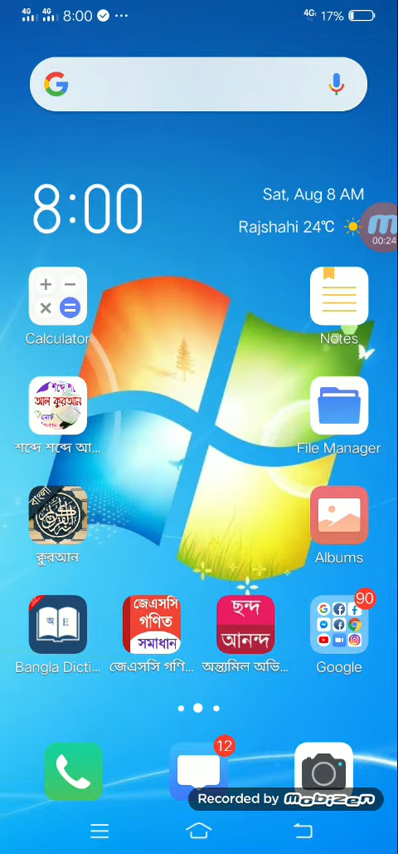 4G 4G 8:00 ... 4G 17%
8:00
Sat, Aug 8 AM
Rajshahi 24℃
00:24
Calculator
Notes
শব্দে শব্দে
আল কুরআন
শব্দে শব্দে আ...
File Manager
বাংলা
কুরআন
Albums
অ E
জেএসসি
গণিত
সমাধান
ছন্দ
আনন্দ
90
Bangla Dicti...
জেএসসি গণি...
অন্ত্যমিল অভি...
Google
12
Recorded by MOBIZEN